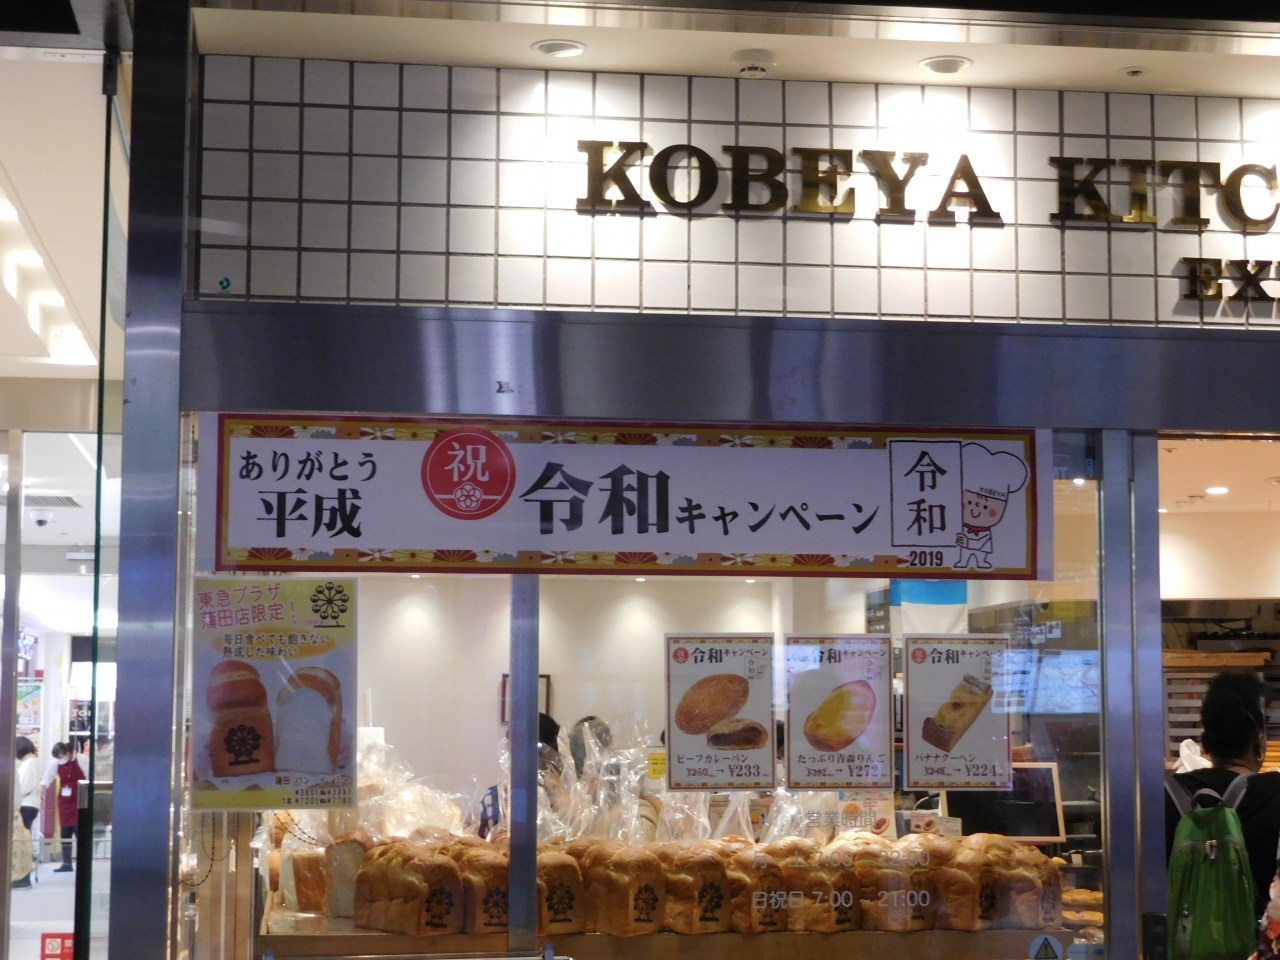 KOBEYA KITC
EX
ありがとう
平成
祝
令和キャンペーン
令和
KOBEYA
2019
東急プラザ
蒲田店限定!
毎日食べても飽きない
熟成した味わい
令和キャンペーン
ビーフカレーパン
→¥233
令和キャンペーン
たっぷり青森りんご
→¥272
令和キャンペーン
バナナクーヘン
¥248→¥224
営業時間
日祝日 7:00~21:00